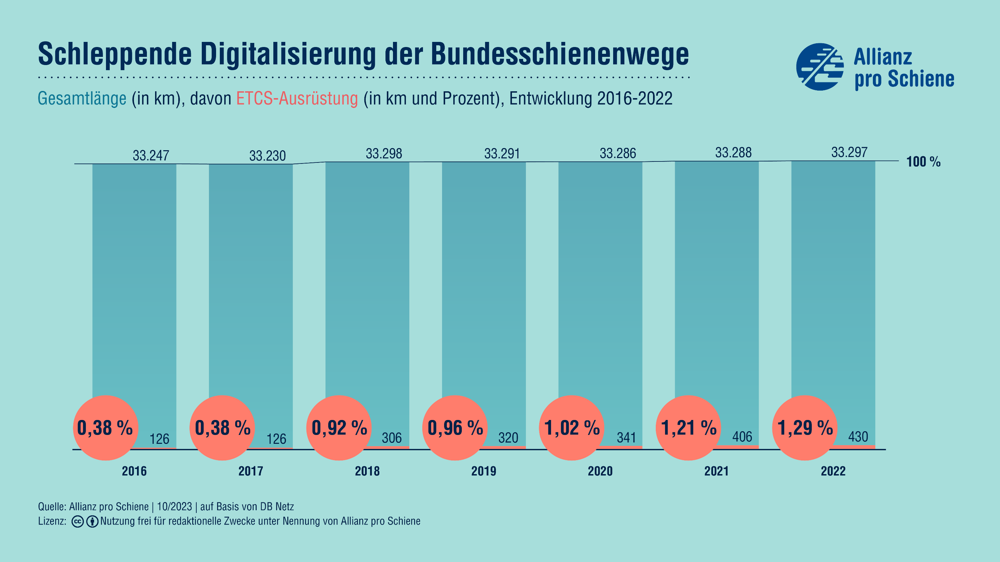 Schleppende Digitalisierung der Bundesschienenwege
Allianz
pro Schiene
Gesamtlänge (in km), davon ETCS-Ausrüstung (in km und Prozent), Entwicklung 2016-2022
33.247 33.230 33.298 33.291 33.286 33.288 33.297
100 %
0,38 % 0,38 % 0,92 % 0,96 % 1,02 % 1,21 % 1,29 %
126 126 306 320 341 406 430
2016 2017 2018 2019 2020 2021 2022
Quelle: Allianz pro Schiene | 10/2023 | auf Basis von DB Netz
Lizenz: cc Nutzung frei für redaktionelle Zwecke unter Nennung von Allianz pro Schiene